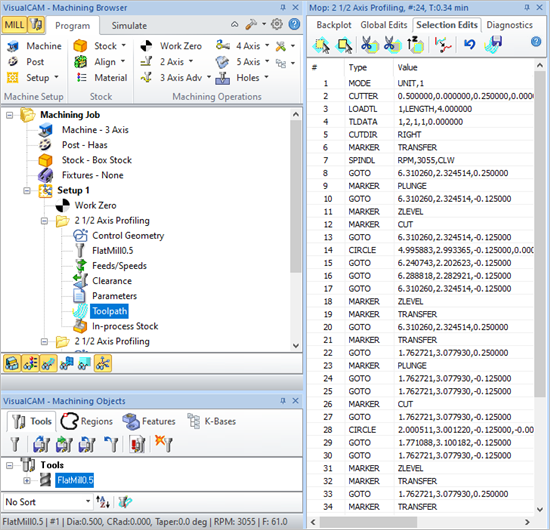 VisualCAM - Machining Browser
MILL Program Simulate
Machine Stock Work Zero 4 Axis
Post Align 2 Axis 5 Axis
Setup Material 3 Axis Adv Holes
Machine Setup Stock Machining Operations
Machining Job
Machine - 3 Axis
Post - Haas
Stock - Box Stock
Fixtures - None
Setup 1
Work Zero
2 1/2 Axis Profiling
Control Geometry
FlatMill0.5
Feeds/Speeds
Clearance
Parameters
Toolpath
In-process Stock
2 1/2 Axis Profiling
VisualCAM - Machining Objects
Tools Regions Features K-Bases
Tools
FlatMill0.5
No Sort
FlatMill0.5 | #1 | Dia:0.500, CRad:0.000, Taper:0.0 deg | RPM: 3055 | F: 61.0
Mop: 2 1/2 Axis Profiling, #:24, T:0.34 min
Backplot Global Edits Selection Edits Diagnostics
# Type Value
1 MODE UNIT,1
2 CUTTER 0.500000,0.000000,0.250000,0.0000
3 LOADTL 1,LENGTH,4.000000
4 TLDATA 1,2,1,1,0.000000
5 CUTDIR RIGHT
6 MARKER TRANSFER
7 SPINDL RPM,3055,CLW
8 GOTO 6.310260,2.324514,0.250000
9 MARKER PLUNGE
10 GOTO 6.310260,2.324514,-0.125000
11 MARKER ZLEVEL
12 MARKER CUT
13 GOTO 6.310260,2.324514,-0.125000
14 CIRCLE 4.995883,2.993365,-0.125000,0.000
15 GOTO 6.240743,2.202623,-0.125000
16 GOTO 6.288818,2.282921,-0.125000
17 GOTO 6.310260,2.324514,-0.125000
18 MARKER ZLEVEL
19 MARKER TRANSFER
20 GOTO 6.310260,2.324514,0.250000
21 MARKER TRANSFER
22 GOTO 1.762721,3.077930,0.250000
23 MARKER PLUNGE
24 GOTO 1.762721,3.077930,-0.125000
25 GOTO 1.762721,3.077930,-0.125000
26 MARKER CUT
27 GOTO 1.762721,3.077930,-0.125000
28 CIRCLE 2.000511,3.001220,-0.125000,-0.00
29 GOTO 1.771088,3.100182,-0.125000
30 GOTO 1.762721,3.077930,-0.125000
31 MARKER ZLEVEL
32 MARKER TRANSFER
33 GOTO 1.762721,3.077930,0.250000
34 MARKER TRANSFER